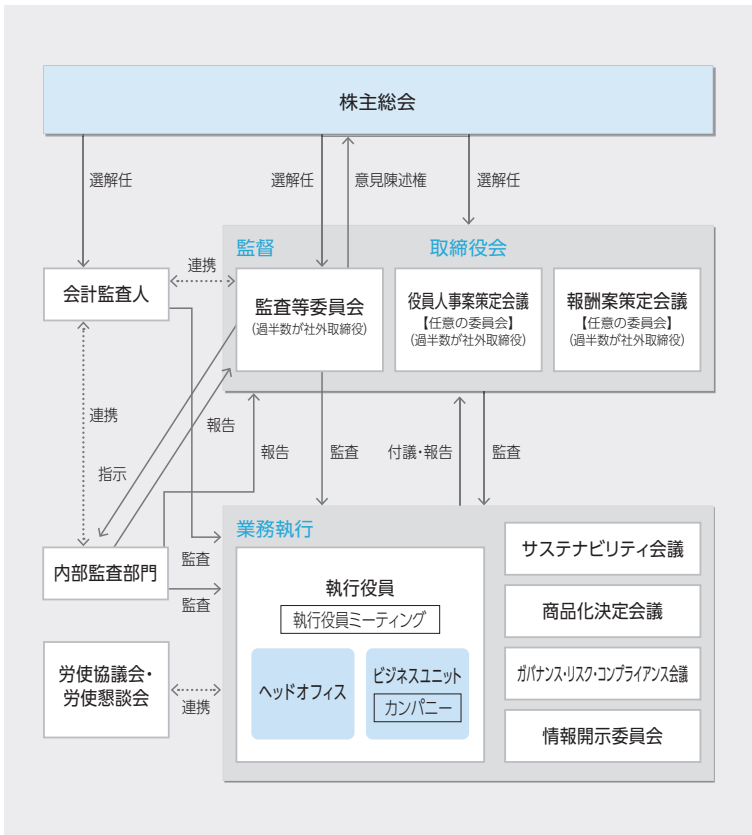 株主総会
選解任
選解任
意見陳述権
選解任
監督
取締役会
連携
会計監査人
監査等委員会
(過半数が社外取締役)
役員人事案策定会議
【任意の委員会】
(過半数が社外取締役)
報酬案策定会議
【任意の委員会】
(過半数が社外取締役)
連携
報告
指示
報告
監査
付議・報告
監査
業務執行
監査
内部監査部門
監査
執行役員
執行役員ミーティング
ヘッドオフィス
ビジネスユニット
カンパニー
サステナビリティ会議
商品化決定会議
ガバナンス・リスク・コンプライアンス会議
情報開示委員会
労使協議会・
労使懇談会
連携